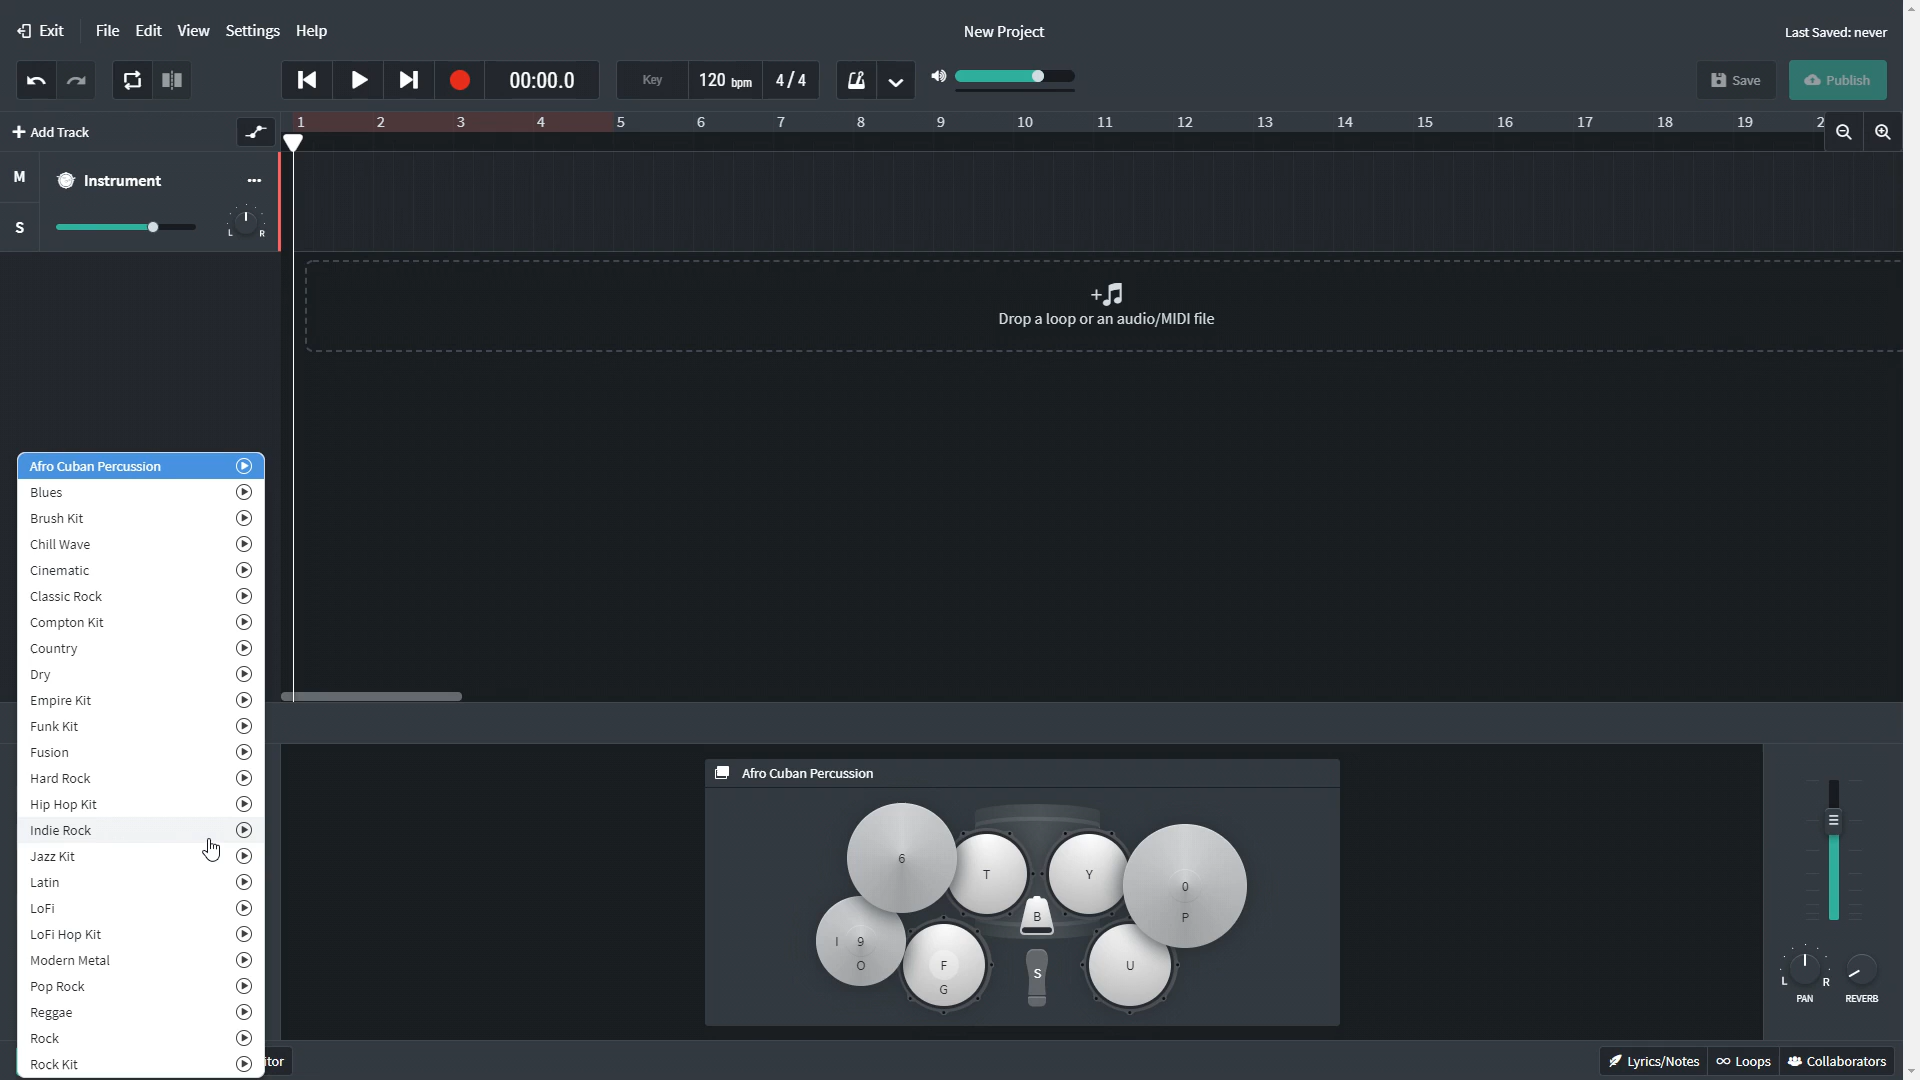 Exit File Edit View Settings Help New Project Last Saved: never
00:00.0 Key 120 bpm 4 / 4 Save Publish
+ Add Track 1 2 3 4 5 6 7 8 9 10 11 12 13 14 15 16 17 18 19 2
M Instrument ...
S L R
+
Drop a loop or an audio/MIDI file
Afro Cuban Percussion
Blues
Brush Kit
Chill Wave
Cinematic
Classic Rock
Compton Kit
Country
Dry
Empire Kit
Funk Kit
Fusion
Hard Rock
Hip Hop Kit
Indie Rock
Jazz Kit
Latin
LoFi
LoFi Hop Kit
Modern Metal
Pop Rock
Reggae
Rock
Rock Kit
Afro Cuban Percussion
6 T Y 0
B P
I 9 F U
O G S
L R
PAN REVERB
itor Lyrics/Notes Loops Collaborators